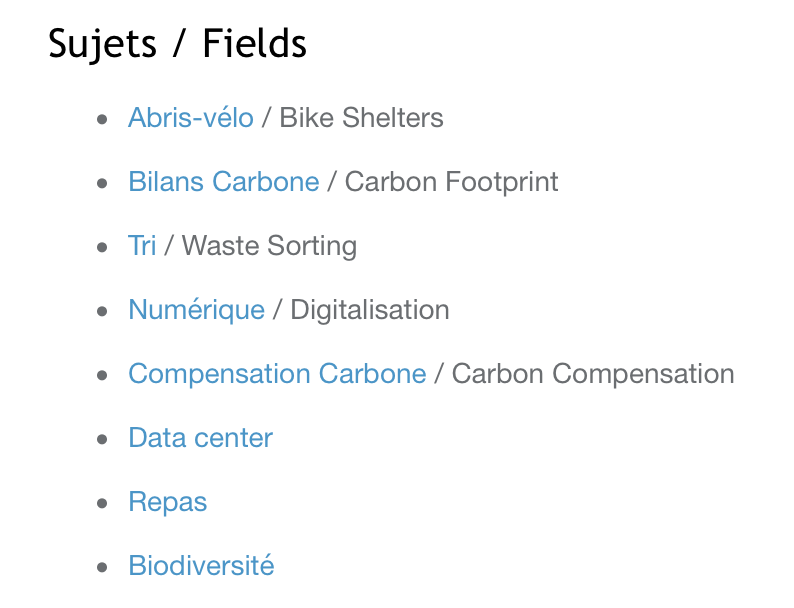 Sujets / Fields
• Abris-vélo / Bike Shelters
• Bilans Carbone / Carbon Footprint
• Tri / Waste Sorting
• Numérique / Digitalisation
• Compensation Carbone / Carbon Compensation
• Data center
• Repas
• Biodiversité